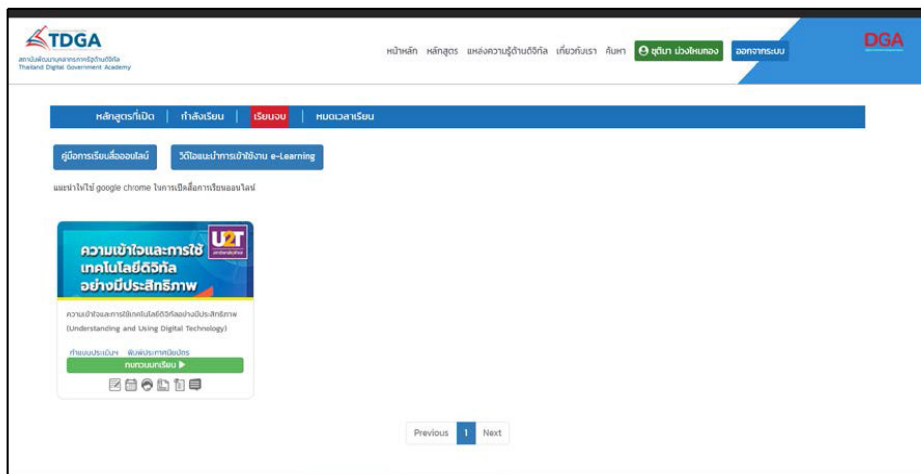 TDGA
สถาบันพัฒนาบุคลากรภาครัฐด้านดิจิทัล
Thailand Digital Government Academy
หน้าหลัก หลักสูตร แหล่งความรู้ด้านดิจิทัล เกี่ยวกับเรา ค้นหา ชุติมา ม่วงไหมทอง ออกจากระบบ
DGA
หลักสูตรที่เปิด กำลังเรียน เรียนจบ หมดเวลาเรียน
คู่มือการเรียนสื่อออนไลน์ วิดีโอแนะนำการเข้าใช้งาน e-Learning
แนะนำให้ใช้ google chrome ในการเปิดสื่อการเรียนออนไลน์
U2T
ความเข้าใจและการใช้
เทคโนโลยีดิจิทัล
อย่างมีประสิทธิภาพ
ความเข้าใจและการใช้เทคโนโลยีดิจิทัลอย่างมีประสิทธิภาพ
(Understanding and Using Digital Technology)
ทำแบบประเมินฯ พิมพ์ประกาศนียบัตร
ทบทวนบทเรียน
Previous 1 Next